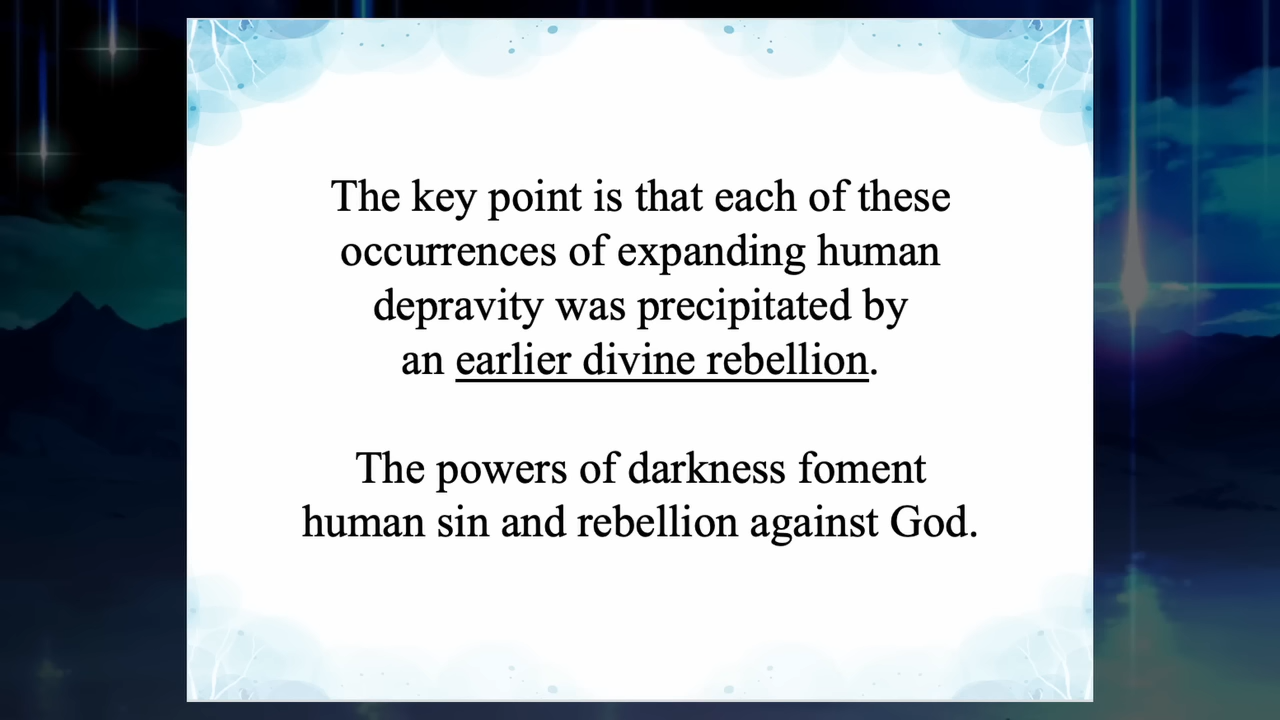 The key point is that each of these
occurrences of expanding human
depravity was precipitated by
an earlier divine rebellion.
The powers of darkness foment
human sin and rebellion against God.